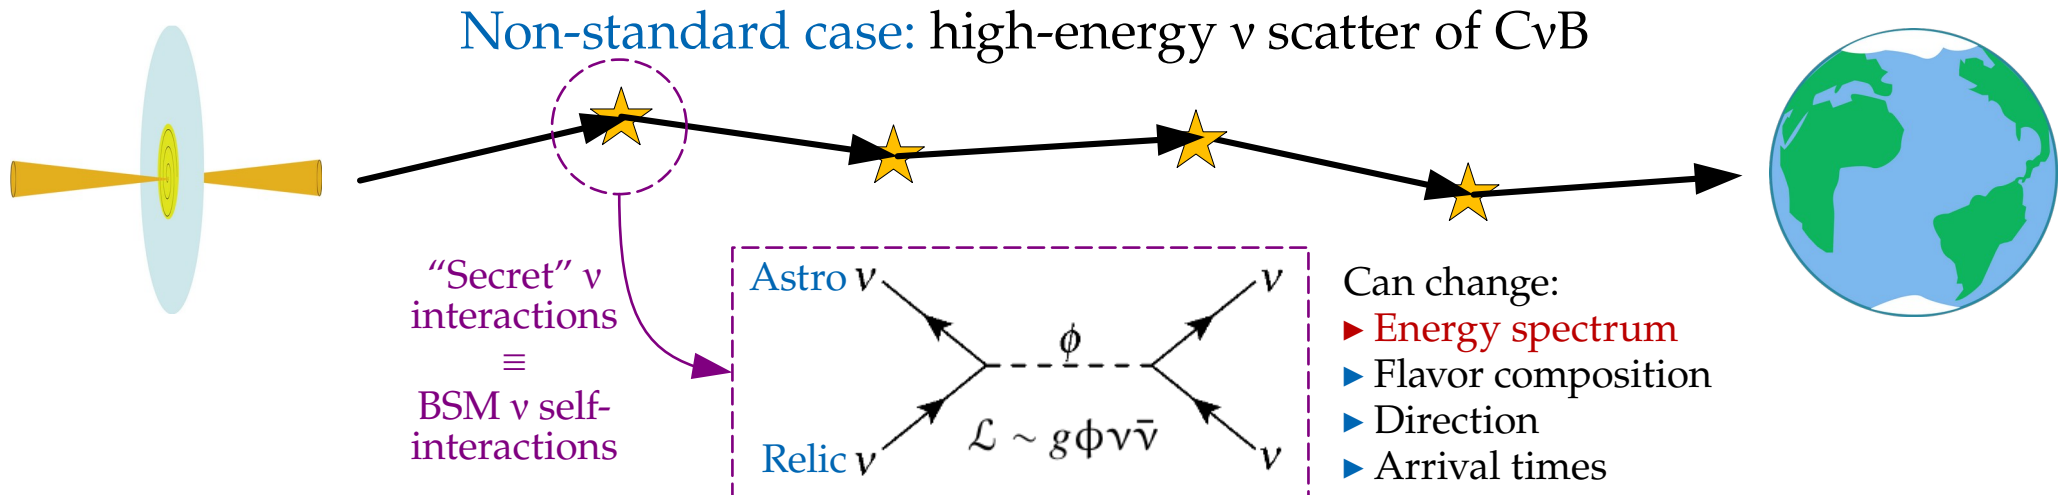 Non-standard case: high-energy ν scatter of CνB
“Secret” ν
interactions
≡
BSM ν self-
interactions
Astro ν
ν
ϕ
ℒ ~ gϕνν̄
Relic ν
ν
Can change:
▸ Energy spectrum
▸ Flavor composition
▸ Direction
▸ Arrival times